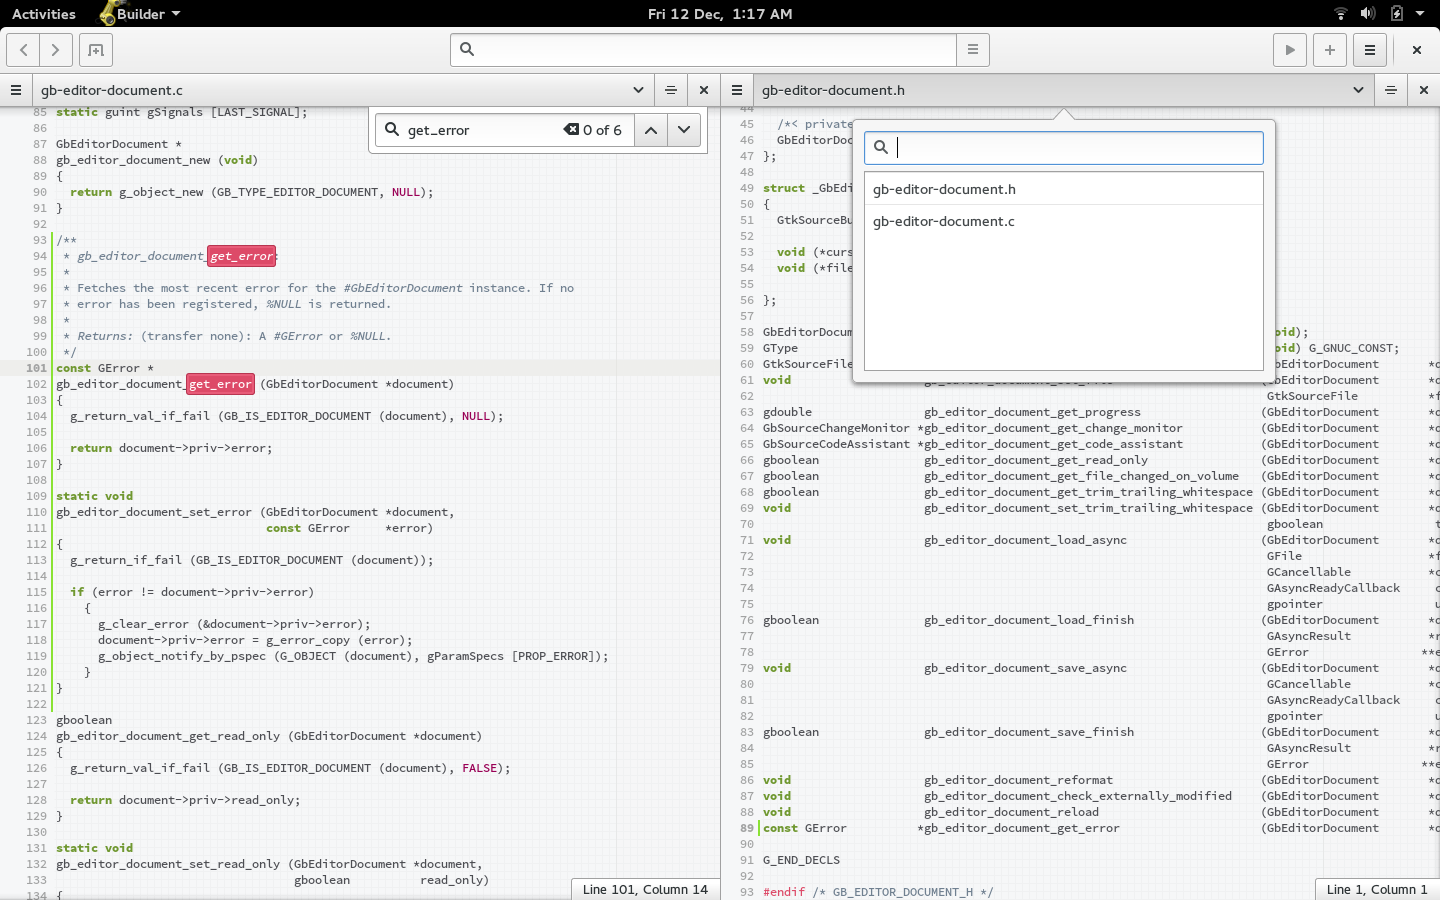 Activities
Builder
Fri 12 Dec, 1:17 AM
gb-editor-document.c
85 static guint gSignals [LAST_SIGNAL];
86
87 GbEditorDocument *
88 gb_editor_document_new (void)
89 {
90   return g_object_new (GB_TYPE_EDITOR_DOCUMENT, NULL);
91 }
92
93 /**
94  * gb_editor_document_get_error:
95  *
96  * Fetches the most recent error for the #GbEditorDocument instance. If no
97  * error has been registered, %NULL is returned.
98  *
99  * Returns: (transfer none): A #GError or %NULL.
100  */
101 const GError *
102 gb_editor_document_get_error (GbEditorDocument *document)
103 {
104   g_return_val_if_fail (GB_IS_EDITOR_DOCUMENT (document), NULL);
105
106   return document->priv->error;
107 }
108
109 static void
110 gb_editor_document_set_error (GbEditorDocument *document,
111                               const GError     *error)
112 {
113   g_return_if_fail (GB_IS_EDITOR_DOCUMENT (document));
114
115   if (error != document->priv->error)
116     {
117       g_clear_error (&document->priv->error);
118       document->priv->error = g_error_copy (error);
119       g_object_notify_by_pspec (G_OBJECT (document), gParamSpecs [PROP_ERROR]);
120     }
121 }
122
123 gboolean
124 gb_editor_document_get_read_only (GbEditorDocument *document)
125 {
126   g_return_val_if_fail (GB_IS_EDITOR_DOCUMENT (document), FALSE);
127
128   return document->priv->read_only;
129 }
130
131 static void
132 gb_editor_document_set_read_only (GbEditorDocument *document,
133                                   gboolean          read_only)
134 {
get_error 0 of 6
Line 101, Column 14
gb-editor-document.h
44
45   /*< private
46   GbEditorDoc
47 };
48
49 struct _GbEdi
50 {
51   GtkSourceBu
52
53   void (*curs
54   void (*file
55
56 };
57
58 GbEditorDocum oid);
59 GType oid) G_GNUC_CONST;
60 GtkSourceFile (GbEditorDocument *d
61 void (GbEditorDocument *d
62 GtkSourceFile *f
63 gdouble gb_editor_document_get_progress (GbEditorDocument *d
64 GbSourceChangeMonitor *gb_editor_document_get_change_monitor (GbEditorDocument *d
65 GbSourceCodeAssistant *gb_editor_document_get_code_assistant (GbEditorDocument *d
66 gboolean gb_editor_document_get_read_only (GbEditorDocument *d
67 gboolean gb_editor_document_get_file_changed_on_volume (GbEditorDocument *d
68 gboolean gb_editor_document_get_trim_trailing_whitespace (GbEditorDocument *d
69 void gb_editor_document_set_trim_trailing_whitespace (GbEditorDocument *d
70 gboolean t
71 void gb_editor_document_load_async (GbEditorDocument *d
72 GFile *f
73 GCancellable *c
74 GAsyncReadyCallback c
75 gpointer u
76 gboolean gb_editor_document_load_finish (GbEditorDocument *d
77 GAsyncResult *r
78 GError **e
79 void gb_editor_document_save_async (GbEditorDocument *d
80 GCancellable *c
81 GAsyncReadyCallback c
82 gpointer u
83 gboolean gb_editor_document_save_finish (GbEditorDocument *d
84 GAsyncResult *r
85 GError **e
86 void gb_editor_document_reformat (GbEditorDocument *d
87 void gb_editor_document_check_externally_modified (GbEditorDocument *d
88 void gb_editor_document_reload (GbEditorDocument *d
89 const GError *gb_editor_document_get_error (GbEditorDocument *d
90
91 G_END_DECLS
92
93 #endif /* GB_EDITOR_DOCUMENT_H */
gb-editor-document.h
gb-editor-document.c
Line 1, Column 1